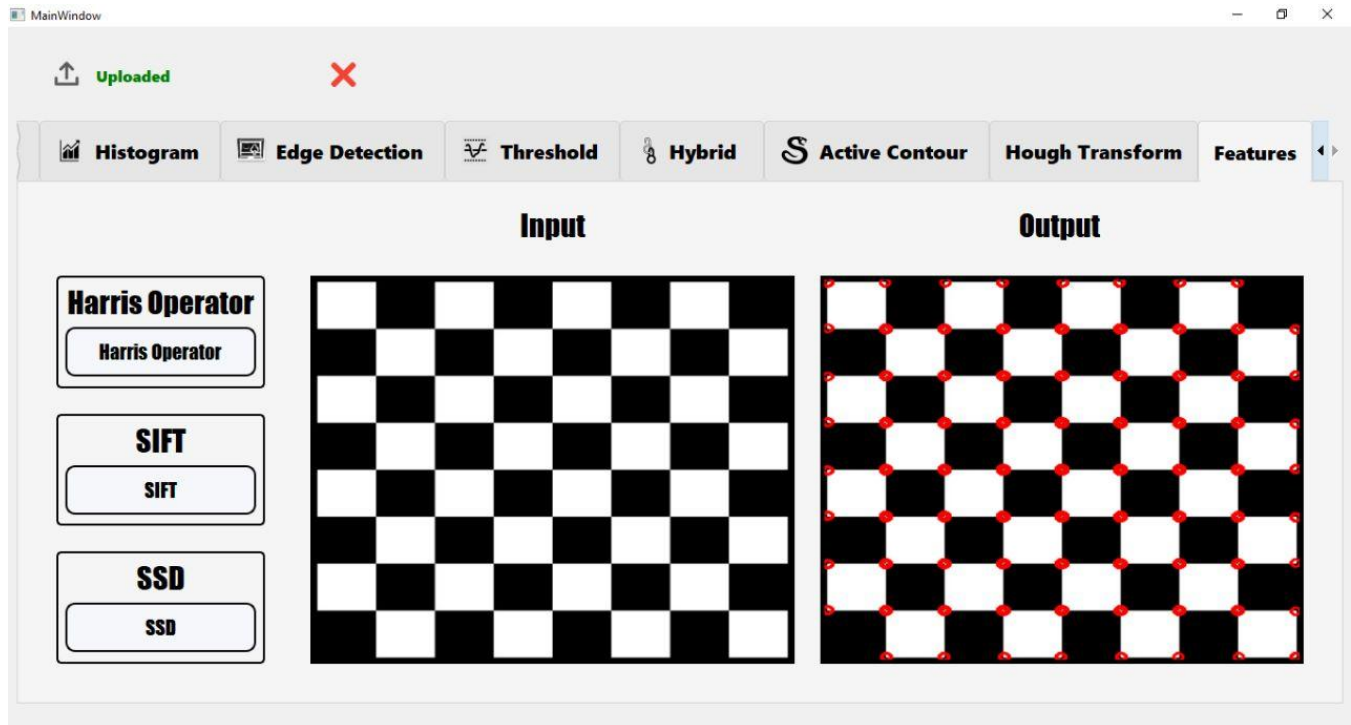 MainWindow
Uploaded
Histogram
Edge Detection
Threshold
Hybrid
Active Contour
Hough Transform
Features
Input
Output
Harris Operator
Harris Operator
SIFT
SIFT
SSD
SSD